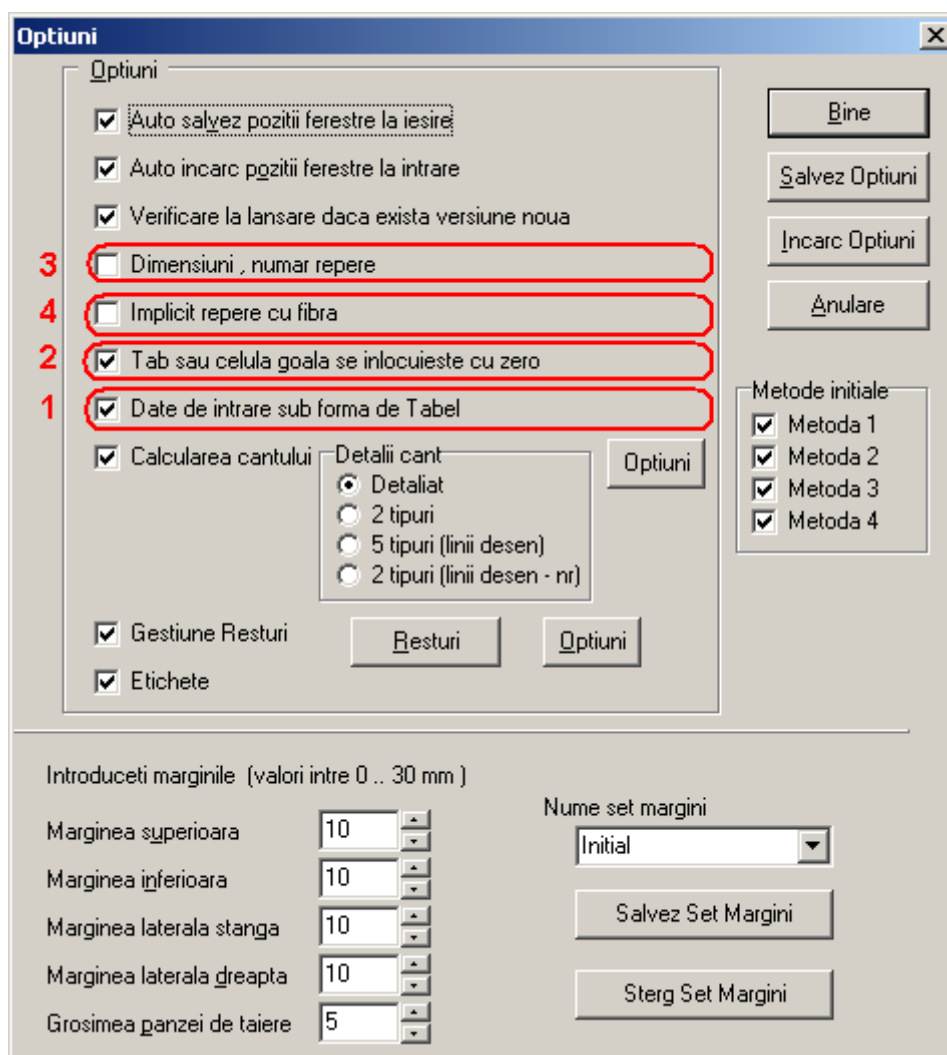 Optiuni
Optiuni
Auto salvez pozitii ferestre la iesire
Auto incarc pozitii ferestre la intrare
Verificare la lansare daca exista versiune noua
3 Dimensiuni , numar repere
4 Implicit repere cu fibra
2 Tab sau celula goala se inlocuieste cu zero
1 Date de intrare sub forma de Tabel
Calcularea cantului
Detalii cant
Detaliat
2 tipuri
5 tipuri (linii desen)
2 tipuri (linii desen - nr)
Optiuni
Gestiune Resturi
Resturi
Optiuni
Etichete
Bine
Salvez Optiuni
Incarc Optiuni
Anulare
Metode initiale
Metoda 1
Metoda 2
Metoda 3
Metoda 4
Introduceti marginile (valori intre 0 .. 30 mm )
Marginea superioara 10
Marginea inferioara 10
Marginea laterala stanga 10
Marginea laterala dreapta 10
Grosimea panzei de taiere 5
Nume set margini
Initial
Salvez Set Margini
Sterg Set Margini